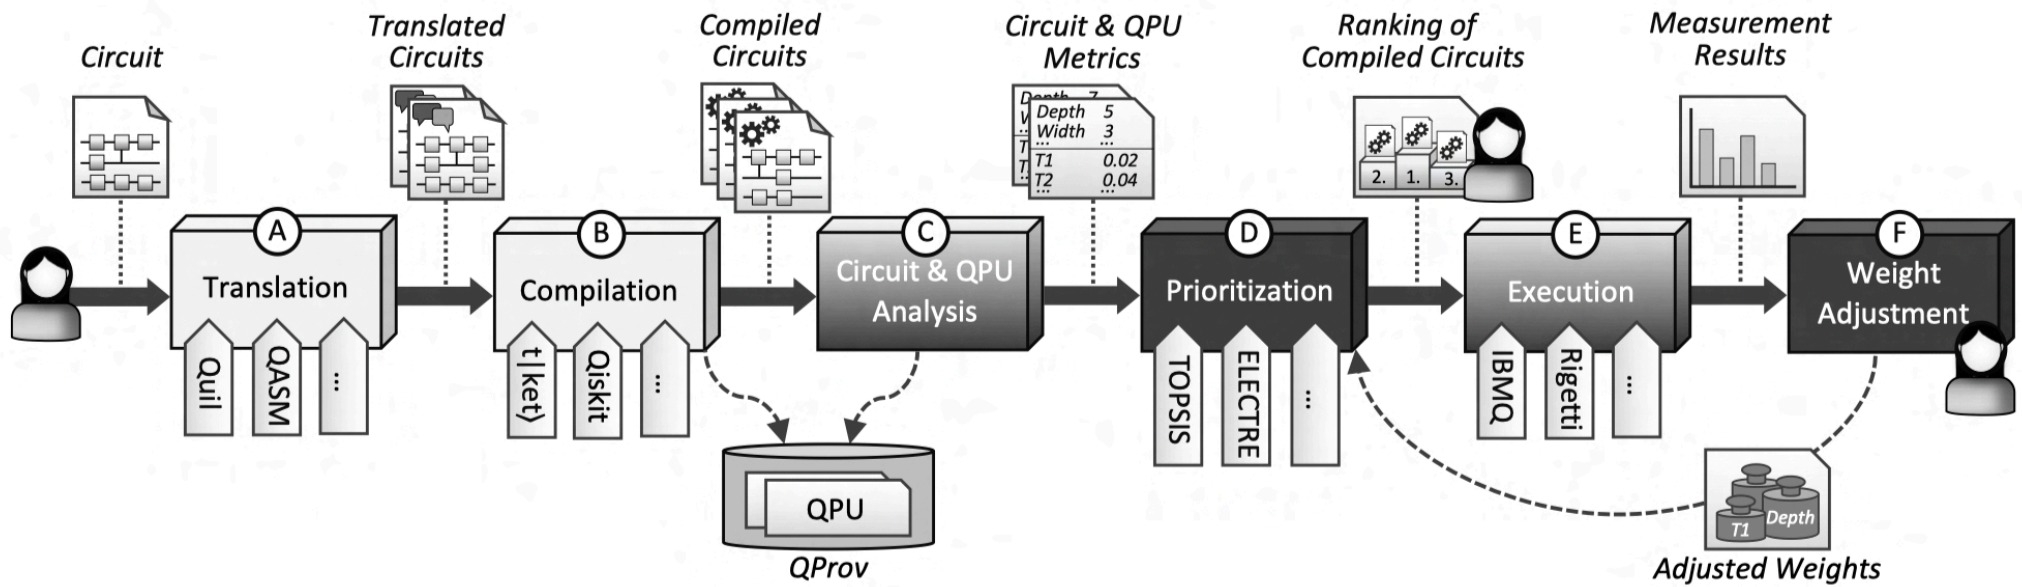 Circuit
Translated
Circuits
Compiled
Circuits
Circuit & QPU
Metrics
Ranking of
Compiled Circuits
Measurement
Results
Depth 7
Depth 5
Width 3
...
T1 0.02
T2 0.04
... ...
2. 1. 3.
A
Translation
Quil
QASM
...
B
Compilation
t|ket⟩
Qiskit
...
C
Circuit & QPU
Analysis
D
Prioritization
TOPSIS
ELECTRE
...
E
Execution
IBMQ
Rigetti
...
F
Weight
Adjustment
QPU
QProv
T1
Depth
Adjusted Weights